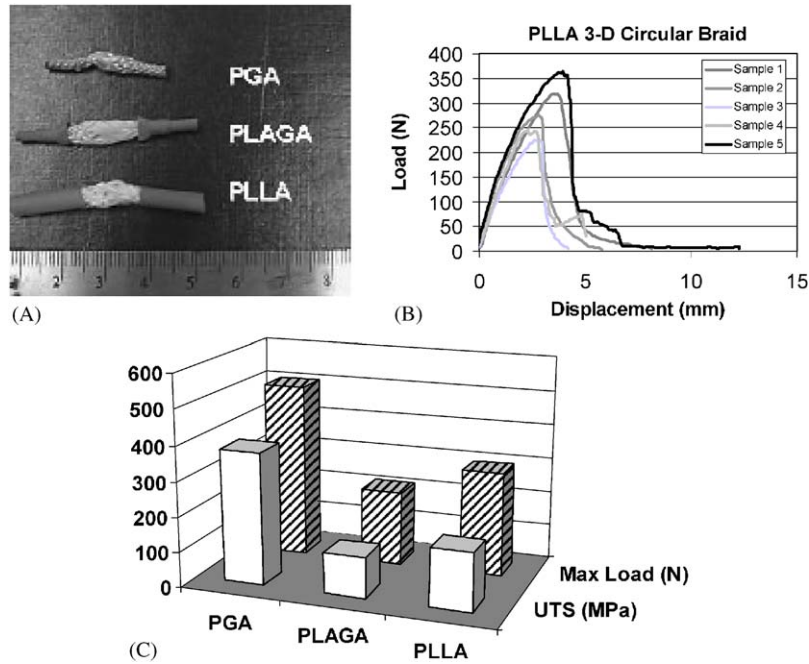 PGA
PLAGA
PLLA
1 2 3 4 5 6 7 8
(A)
PLLA 3-D Circular Braid
400
350
300
250
200
150
100
50
0
Load (N)
0 5 10 15
Displacement (mm)
Sample 1
Sample 2
Sample 3
Sample 4
Sample 5
(B)
600
500
400
300
200
100
0
PGA
PLAGA
PLLA
Max Load (N)
UTS (MPa)
(C)